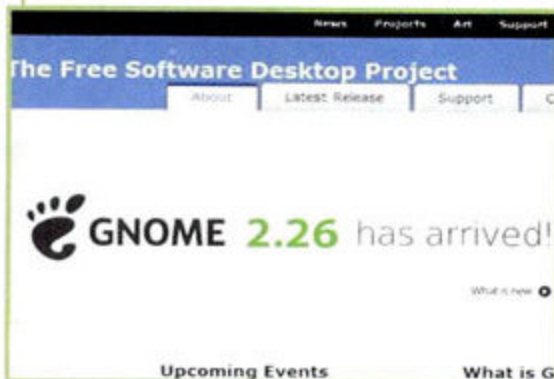 News Projects Art Support
The Free Software Desktop Project
About Latest Release Support
GNOME 2.26 has arrived!
What is new
Upcoming Events What is G